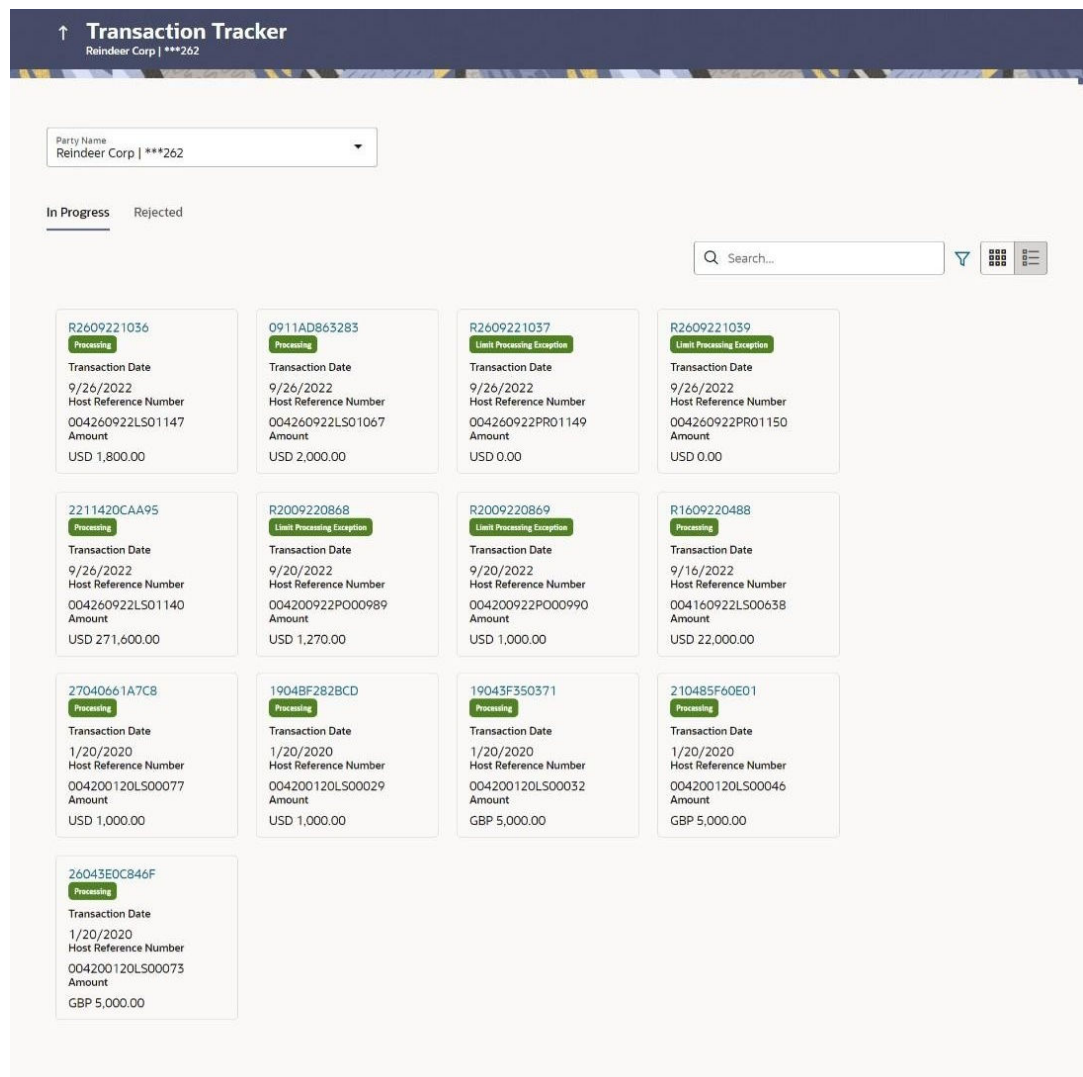 Transaction Tracker
Reindeer Corp | ***262
Party Name
Reindeer Corp | ***262
In Progress Rejected
Search...
R2609221036
Processing
Transaction Date
9/26/2022
Host Reference Number
004260922LS01147
Amount
USD 1,800.00
0911AD863283
Processing
Transaction Date
9/26/2022
Host Reference Number
004260922LS01067
Amount
USD 2,000.00
R2609221037
Limit Processing Exception
Transaction Date
9/26/2022
Host Reference Number
004260922PR01149
Amount
USD 0.00
R2609221039
Limit Processing Exception
Transaction Date
9/26/2022
Host Reference Number
004260922PR01150
Amount
USD 0.00
2211420CAA95
Processing
Transaction Date
9/26/2022
Host Reference Number
004260922LS01140
Amount
USD 271,600.00
R2009220868
Limit Processing Exception
Transaction Date
9/20/2022
Host Reference Number
004200922PO00989
Amount
USD 1,270.00
R2009220869
Limit Processing Exception
Transaction Date
9/20/2022
Host Reference Number
004200922PO00990
Amount
USD 1,000.00
R1609220488
Processing
Transaction Date
9/16/2022
Host Reference Number
004160922LS00638
Amount
USD 22,000.00
27040661A7C8
Processing
Transaction Date
1/20/2020
Host Reference Number
004200120LS00077
Amount
USD 1,000.00
1904BF282BCD
Processing
Transaction Date
1/20/2020
Host Reference Number
004200120LS00029
Amount
USD 1,000.00
19043F350371
Processing
Transaction Date
1/20/2020
Host Reference Number
004200120LS00032
Amount
GBP 5,000.00
210485F60E01
Processing
Transaction Date
1/20/2020
Host Reference Number
004200120LS00046
Amount
GBP 5,000.00
26043E0C846F
Processing
Transaction Date
1/20/2020
Host Reference Number
004200120LS00073
Amount
GBP 5,000.00